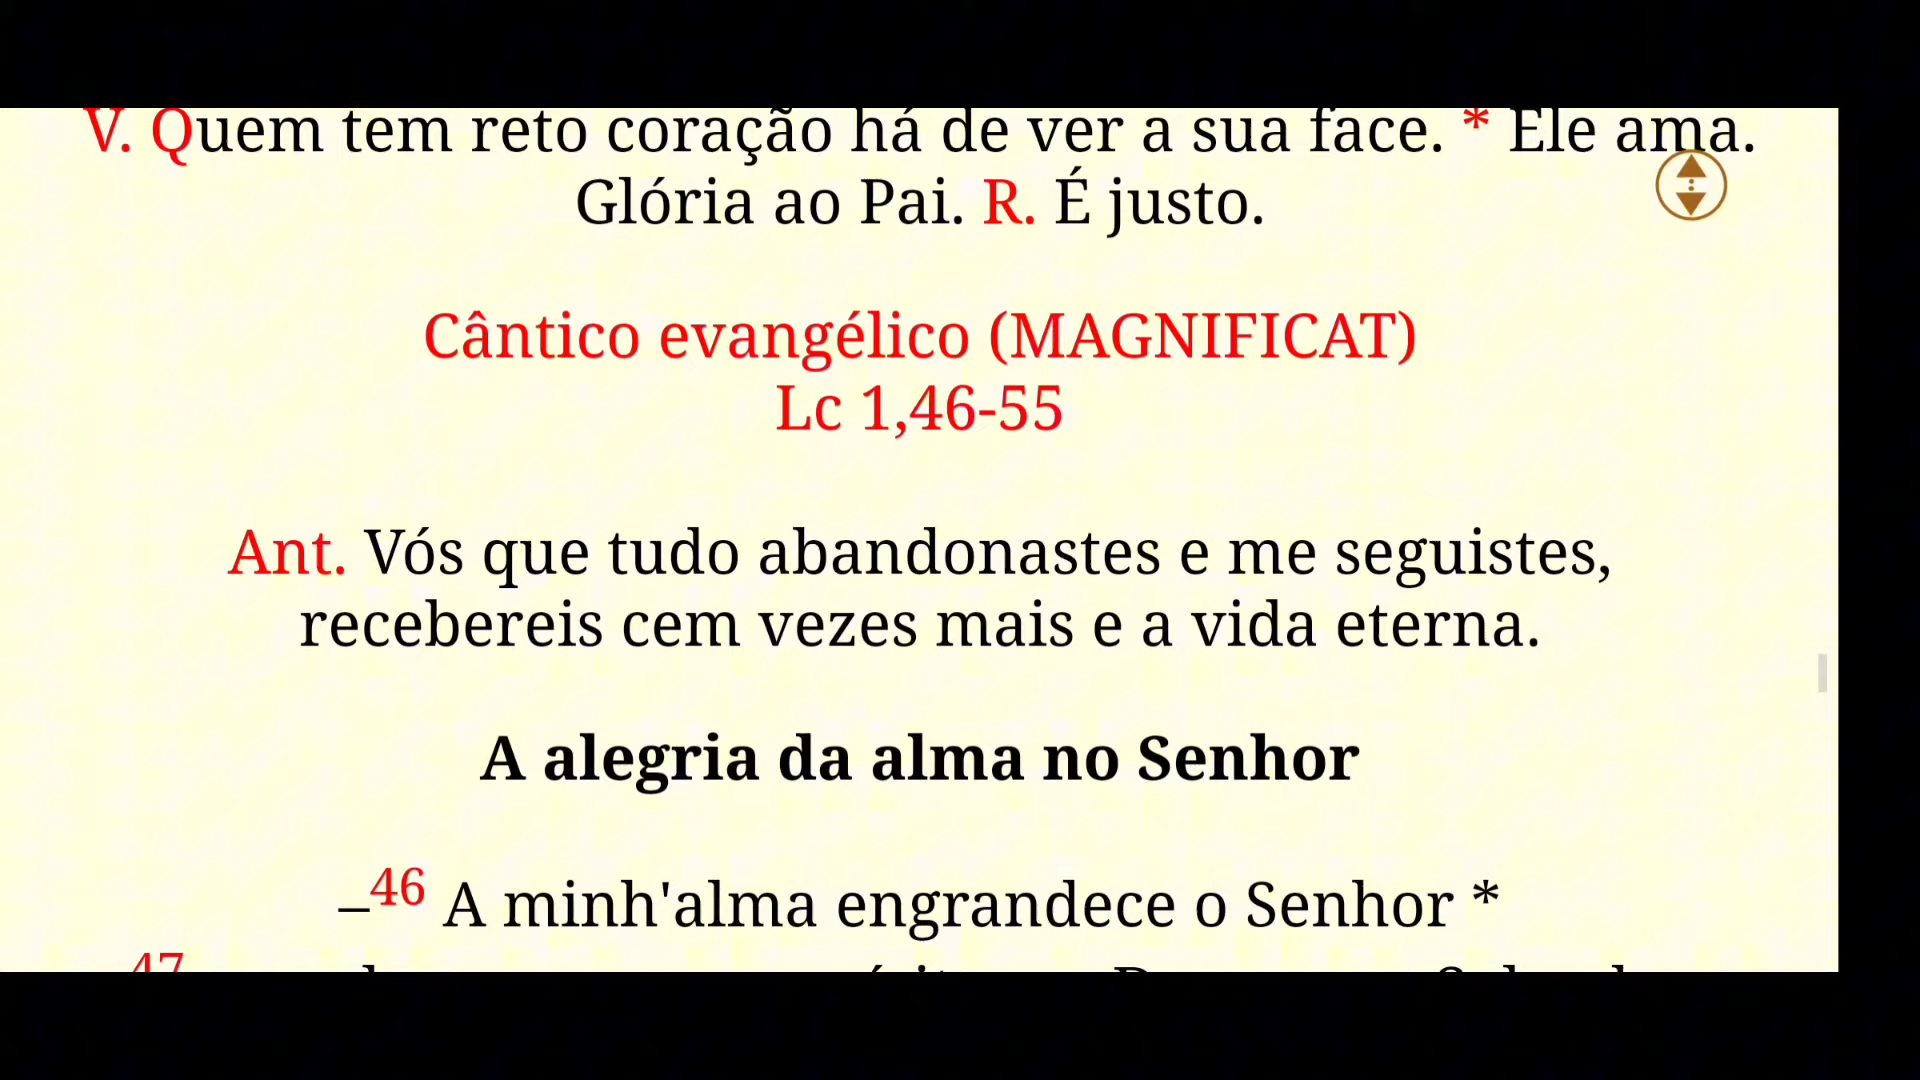 V. Quem tem reto coração há de ver a sua face. * Ele ama.
Glória ao Pai. R. É justo.
Cântico evangélico (MAGNIFICAT)
Lc 1,46-55
Ant. Vós que tudo abandonastes e me seguistes,
recebereis cem vezes mais e a vida eterna.
A alegria da alma no Senhor
–46 A minh'alma engrandece o Senhor *
47